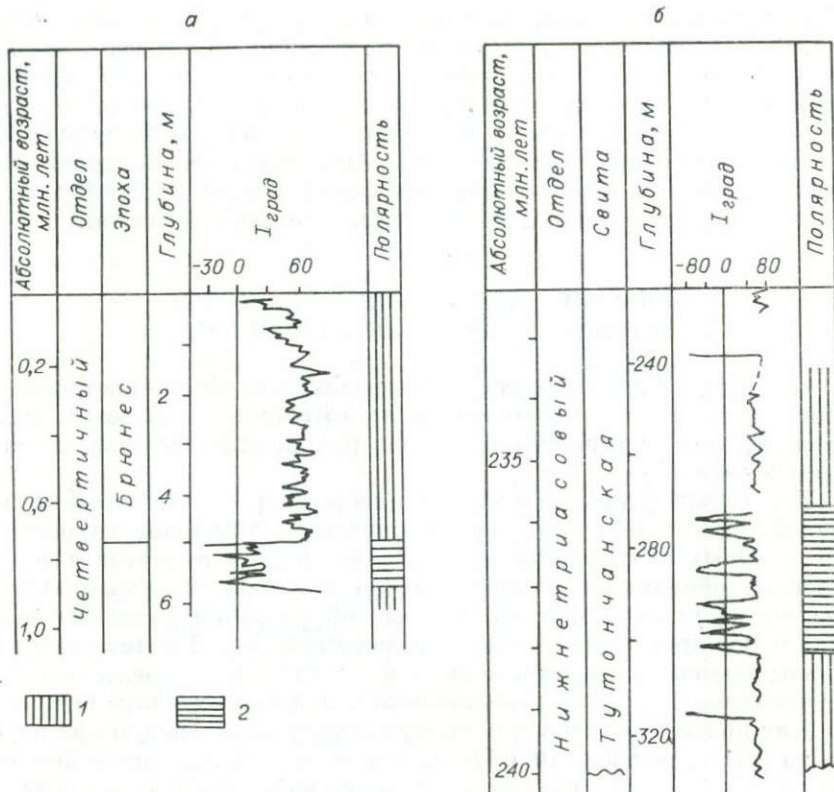 а
Абсолютный возраст, млн. лет
Отдел
Эпоха
Глубина, м
I град
Полярность
-30 0 60
0,2
0,6
1,0
Четвертичный
Брюнес
2
4
6
1
2
б
Абсолютный возраст, млн. лет
Отдел
Свита
Глубина, м
I град
Полярность
-80 0 80
235
240
Нижнетриасовый
Сутоннанская
240
280
320